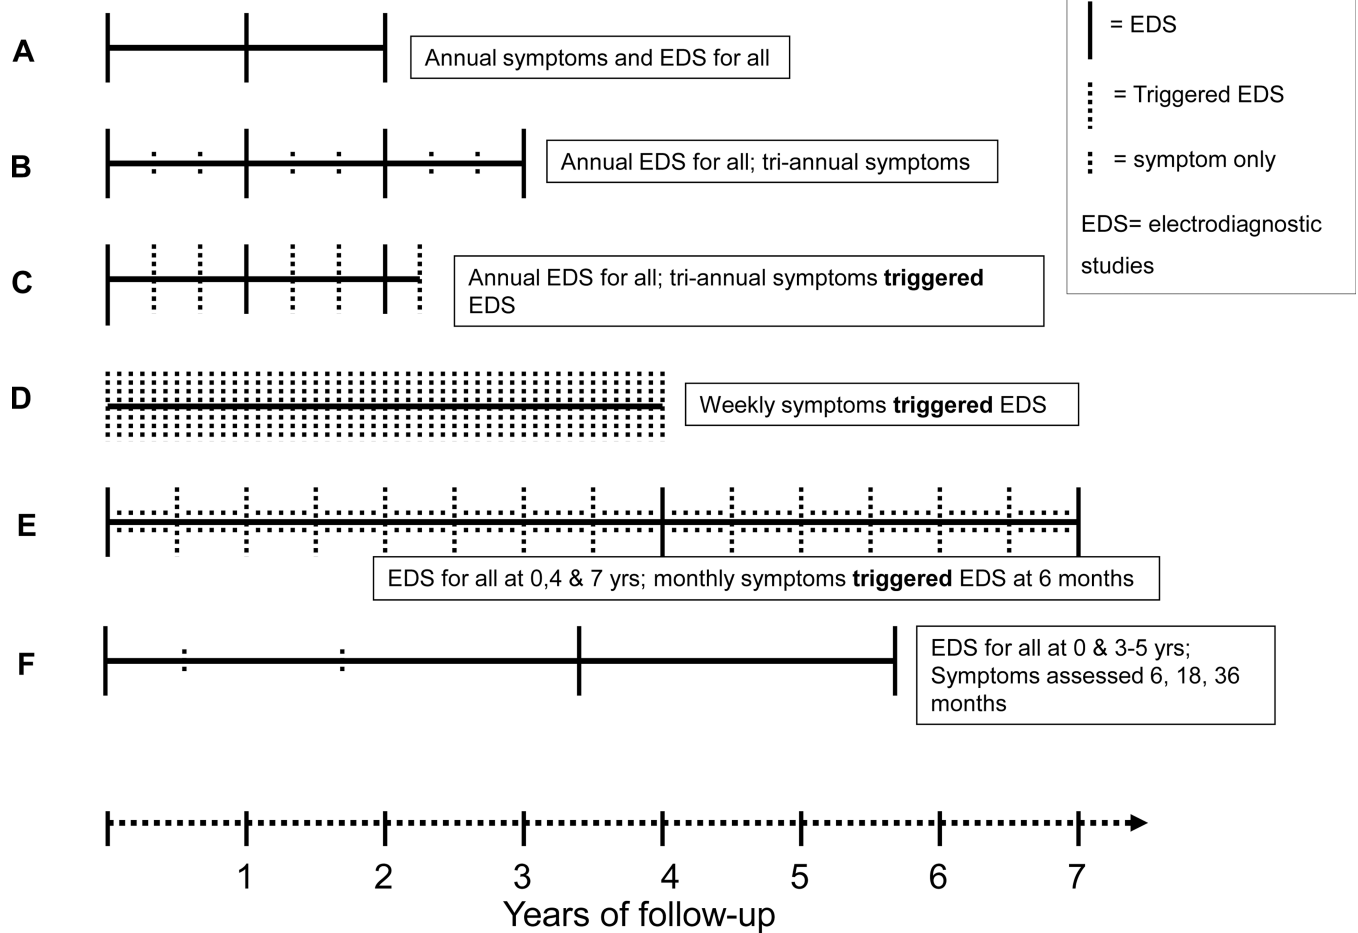 A
Annual symptoms and EDS for all
= EDS
= Triggered EDS
= symptom only
EDS= electrodiagnostic
studies
B
Annual EDS for all; tri-annual symptoms
C
Annual EDS for all; tri-annual symptoms triggered
EDS
D
Weekly symptoms triggered EDS
E
EDS for all at 0,4 & 7 yrs; monthly symptoms triggered EDS at 6 months
F
EDS for all at 0 & 3-5 yrs;
Symptoms assessed 6, 18, 36
months
1 2 3 4 5 6 7
Years of follow-up